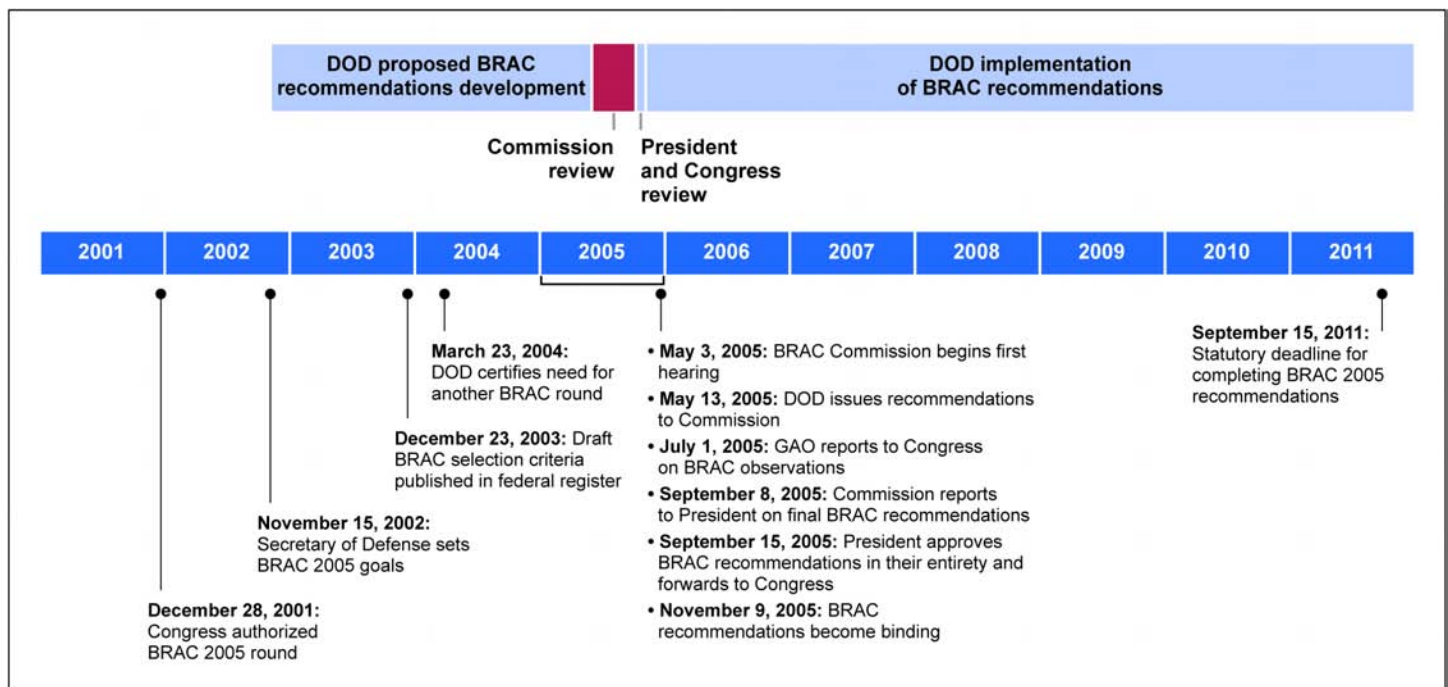 DOD proposed BRAC
recommendations development
DOD implementation
of BRAC recommendations
Commission
review
President
and Congress
review
2001
2002
2003
2004
2005
2006
2007
2008
2009
2010
2011
March 23, 2004:
DOD certifies need for
another BRAC round
December 23, 2003: Draft
BRAC selection criteria
published in federal register
November 15, 2002:
Secretary of Defense sets
BRAC 2005 goals
December 28, 2001:
Congress authorized
BRAC 2005 round
• May 3, 2005: BRAC Commission begins first
hearing
• May 13, 2005: DOD issues recommendations
to Commission
• July 1, 2005: GAO reports to Congress
on BRAC observations
• September 8, 2005: Commission reports
to President on final BRAC recommendations
• September 15, 2005: President approves
BRAC recommendations in their entirety and
forwards to Congress
• November 9, 2005: BRAC
recommendations become binding
September 15, 2011:
Statutory deadline for
completing BRAC 2005
recommendations